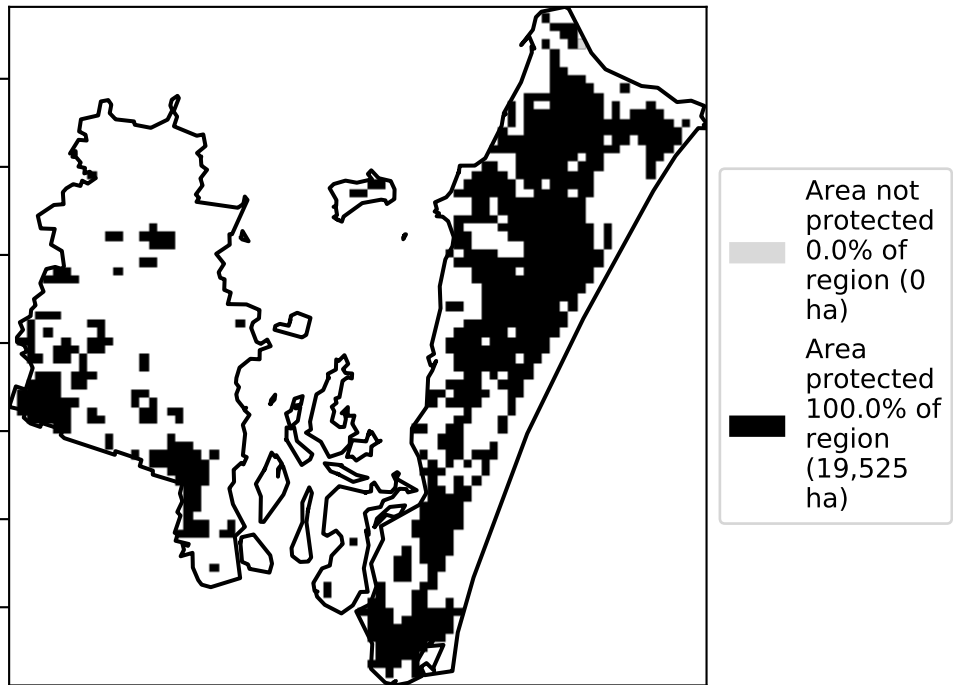 Area not
protected
0.0% of
region (0
ha)
Area
protected
100.0% of
region
(19,525
ha)